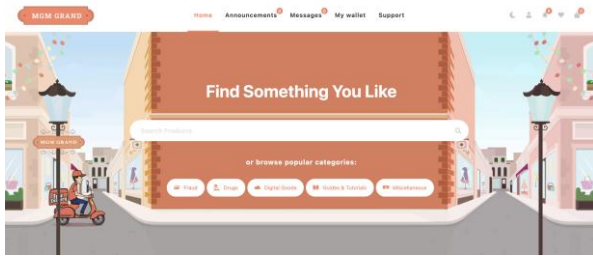 MGM GRAND
Home Announcements Messages My wallet Support
Find Something You Like
Search Products
MGM GRAND
or browse popular categories:
Fraud Drugs Digital Goods Guides & Tutorials Miscellaneous